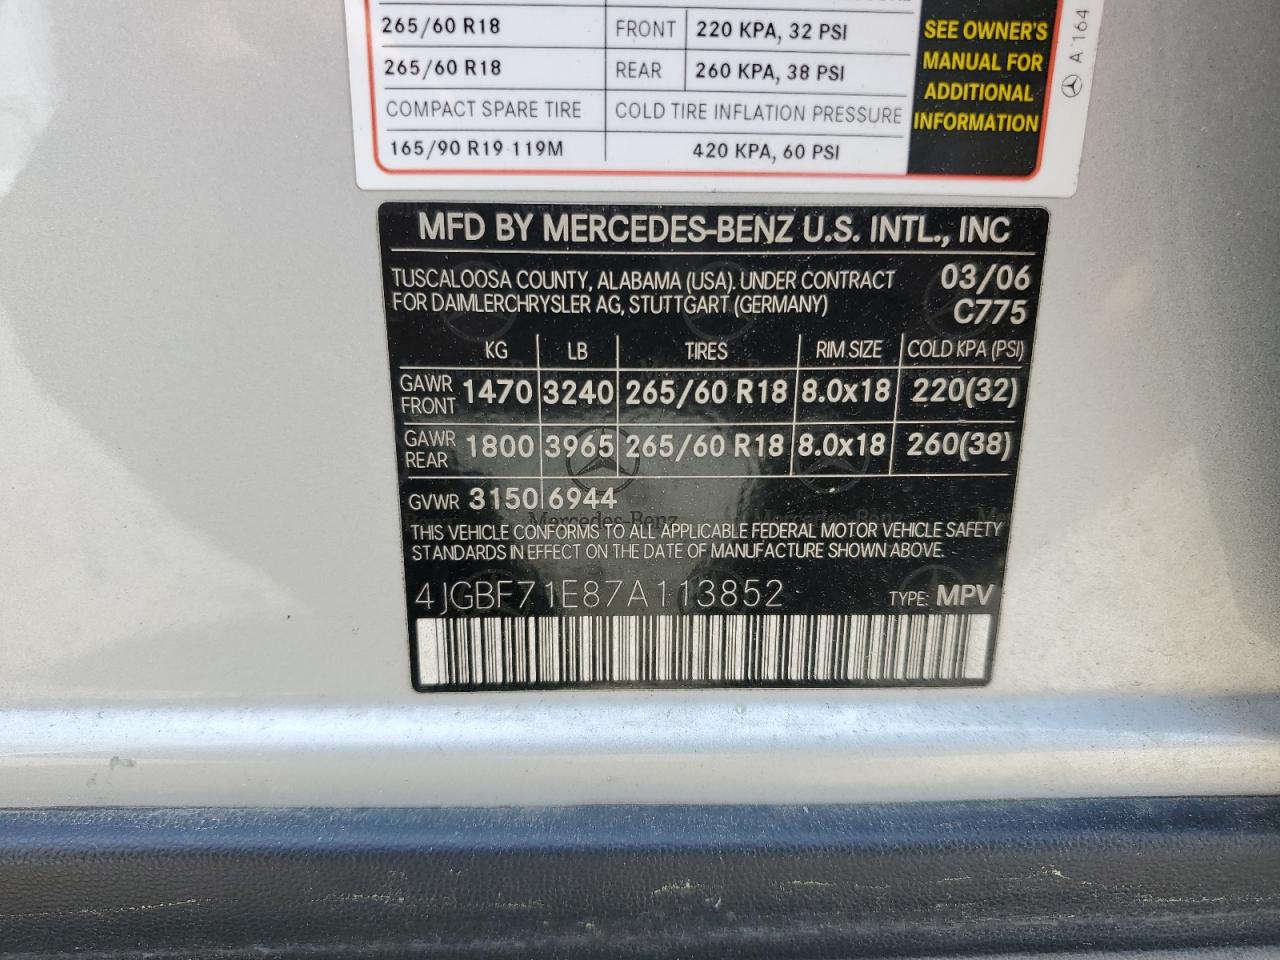 265/60 R18 FRONT 220 KPA, 32 PSI
265/60 R18 REAR 260 KPA, 38 PSI
COMPACT SPARE TIRE COLD TIRE INFLATION PRESSURE
165/90 R19 119M 420 KPA, 60 PSI
SEE OWNER'S
MANUAL FOR
ADDITIONAL
INFORMATION
A 164
MFD BY MERCEDES-BENZ U.S. INTL., INC
TUSCALOOSA COUNTY, ALABAMA (USA). UNDER CONTRACT 03/06
FOR DAIMLERCHRYSLER AG, STUTTGART (GERMANY) C775
KG LB TIRES RIM SIZE COLD KPA (PSI)
GAWR FRONT 1470 3240 265/60 R18 8.0x18 220(32)
GAWR REAR 1800 3965 265/60 R18 8.0x18 260(38)
GVWR 3150 6944
Mercedes-Benz
THIS VEHICLE CONFORMS TO ALL APPLICABLE FEDERAL MOTOR VEHICLE SAFETY
STANDARDS IN EFFECT ON THE DATE OF MANUFACTURE SHOWN ABOVE.
4JGBF71E87A113852 TYPE: MPV